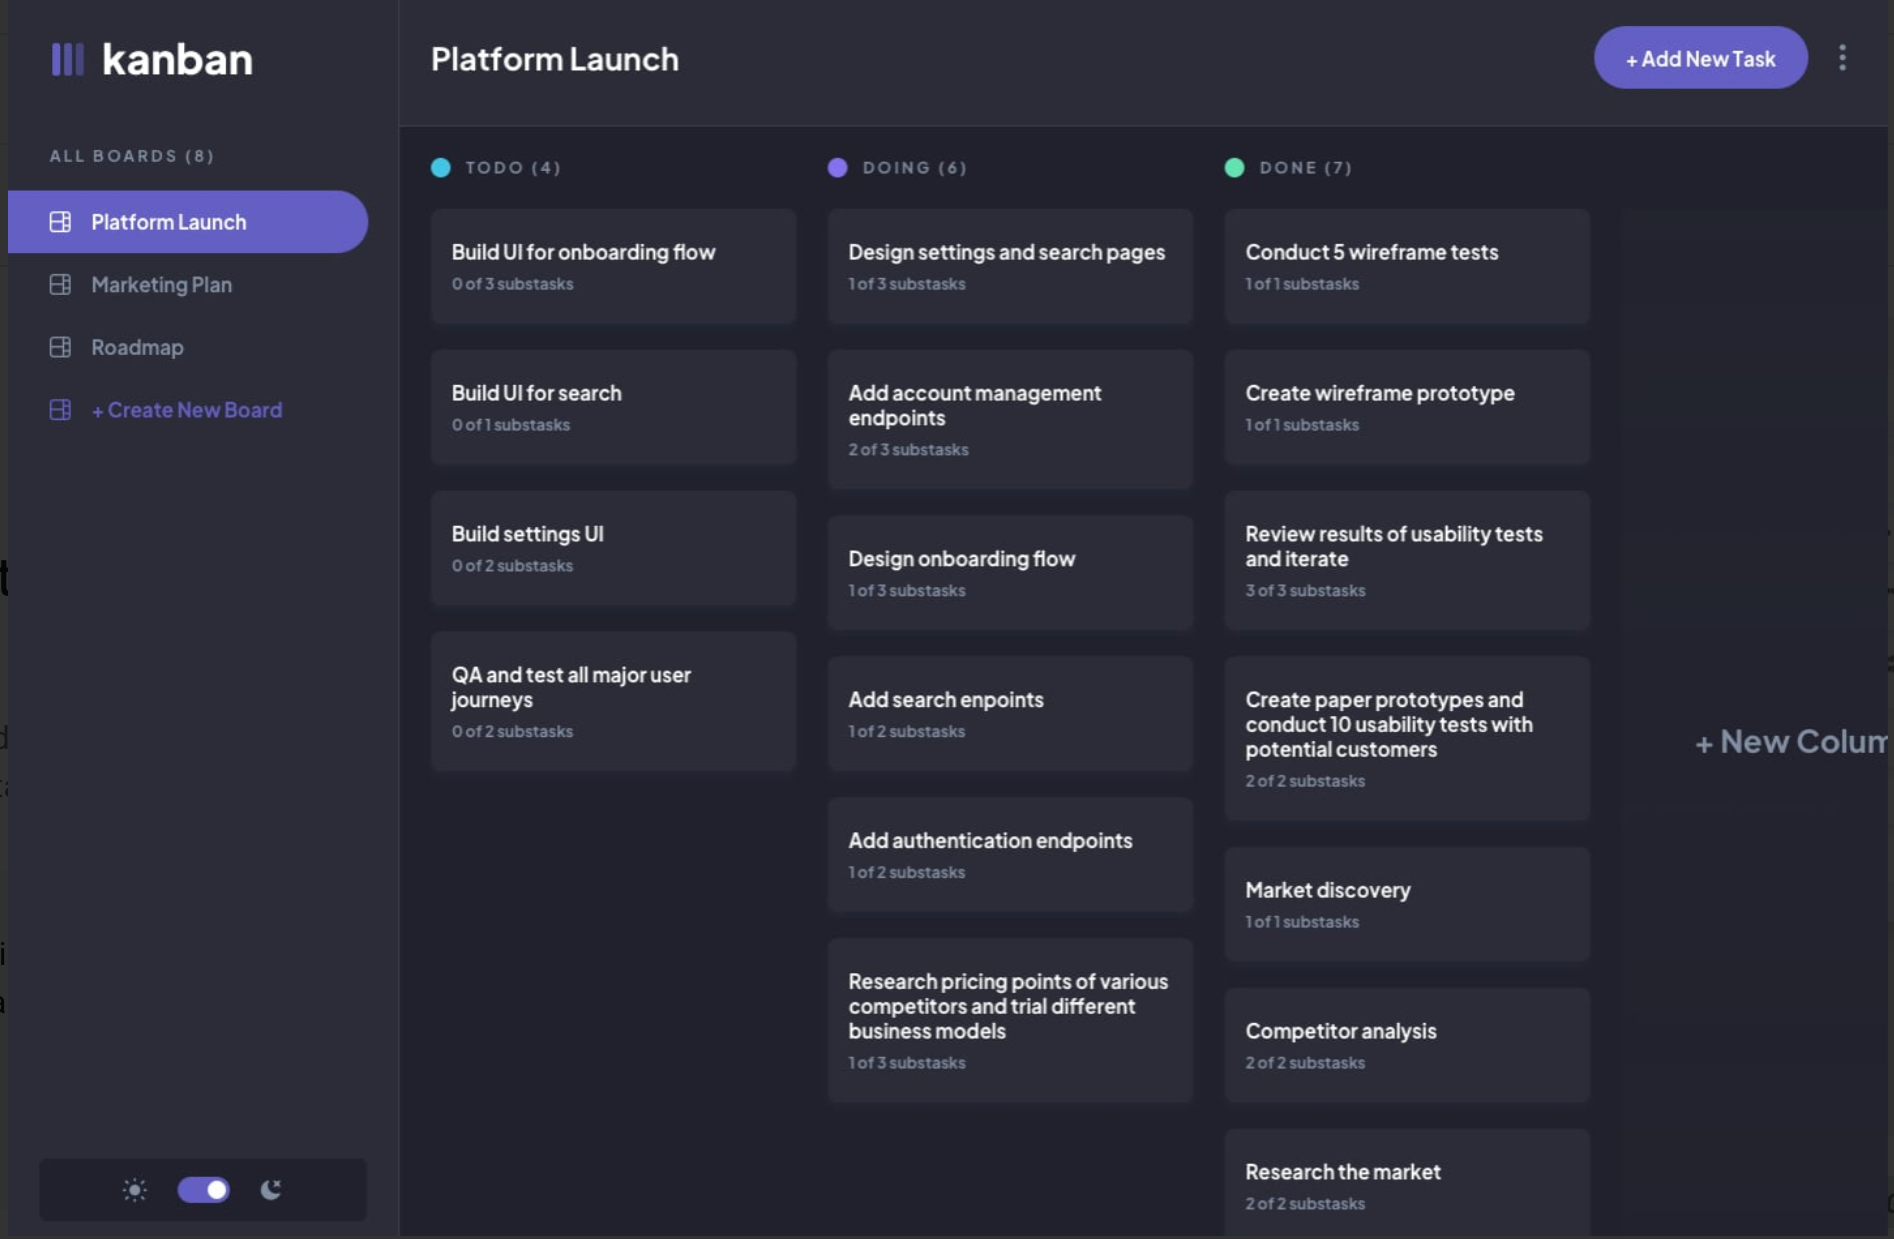 kanban
Platform Launch
+ Add New Task
ALL BOARDS (8)
Platform Launch
Marketing Plan
Roadmap
+ Create New Board
TODO (4)
Build UI for onboarding flow
0 of 3 substasks
Build UI for search
0 of 1 substasks
Build settings UI
0 of 2 substasks
QA and test all major user
journeys
0 of 2 substasks
DOING (6)
Design settings and search pages
1 of 3 substasks
Add account management
endpoints
2 of 3 substasks
Design onboarding flow
1 of 3 substasks
Add search enpoints
1 of 2 substasks
Add authentication endpoints
1 of 2 substasks
Research pricing points of various
competitors and trial different
business models
1 of 3 substasks
DONE (7)
Conduct 5 wireframe tests
1 of 1 substasks
Create wireframe prototype
1 of 1 substasks
Review results of usability tests
and iterate
3 of 3 substasks
Create paper prototypes and
conduct 10 usability tests with
potential customers
2 of 2 substasks
Market discovery
1 of 1 substasks
Competitor analysis
2 of 2 substasks
Research the market
2 of 2 substasks
+ New Colum